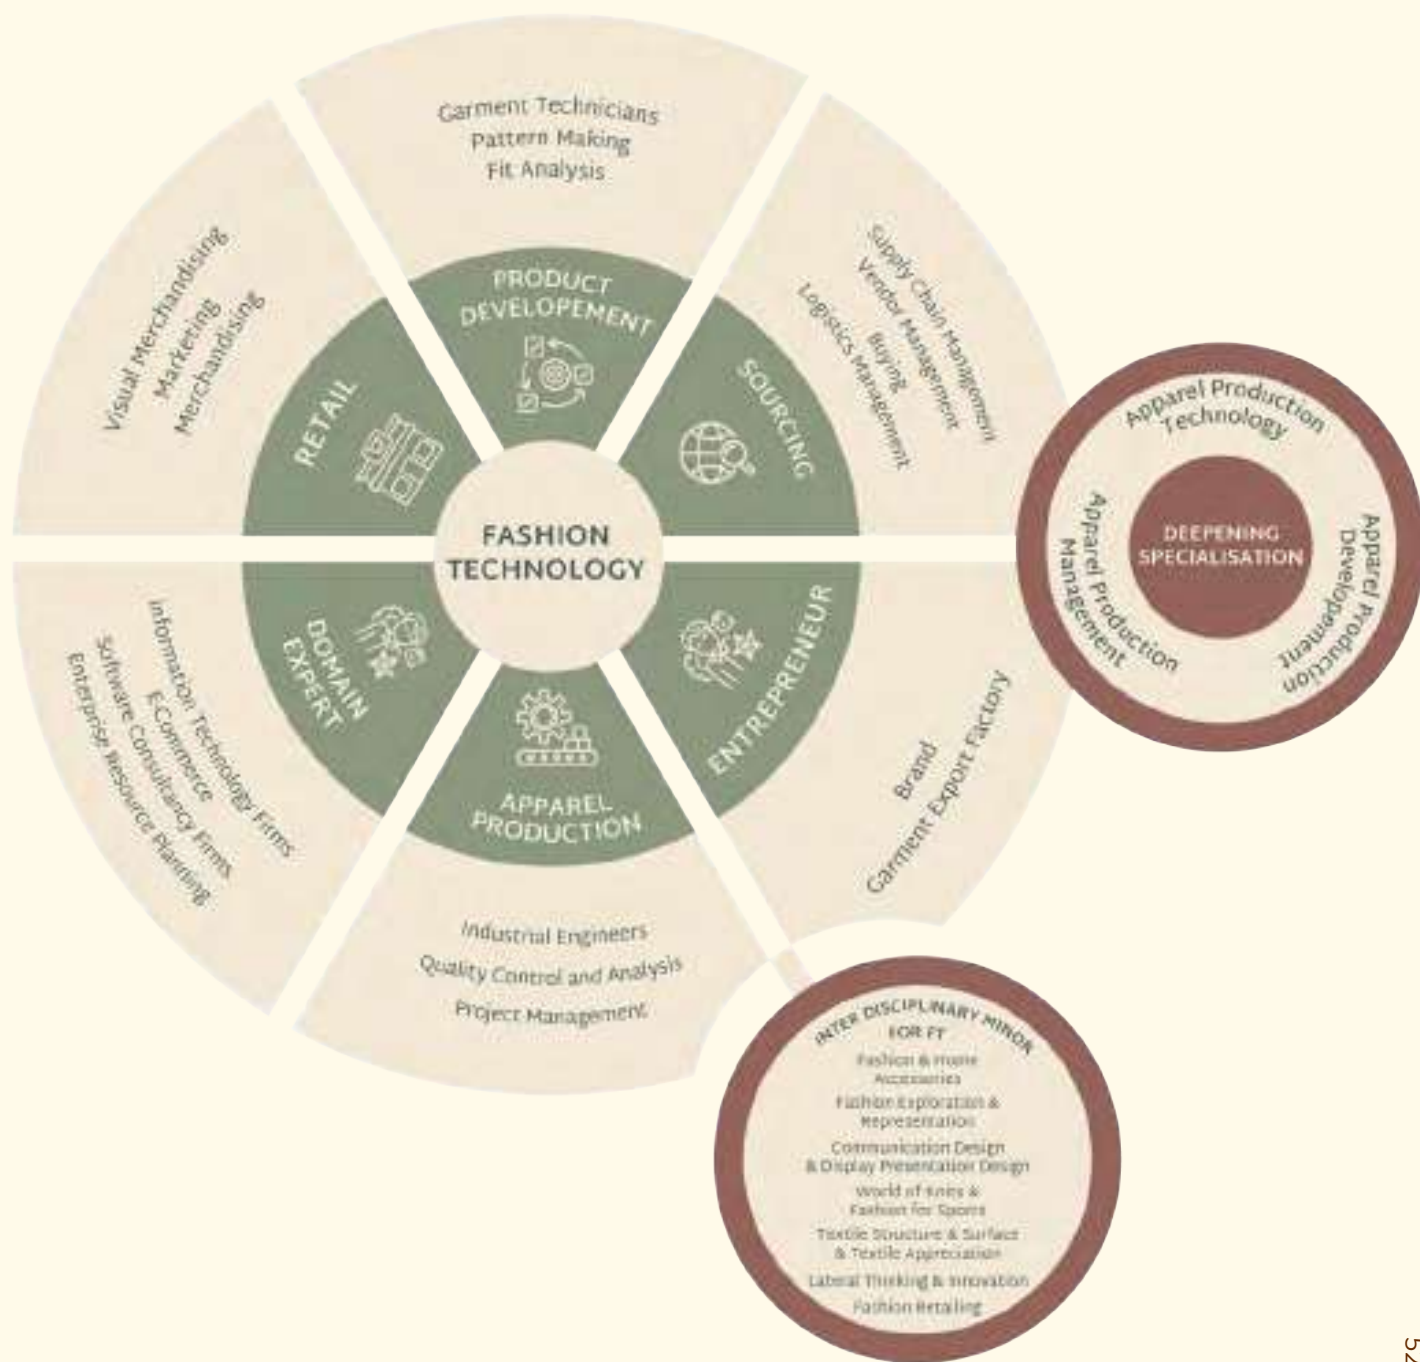 Garment Technicians
Pattern Making
Fit Analysis
PRODUCT
DEVELOPEMENT
Supply Chain Management
Vendor Management
Buying
Logistics Management
SOURCING
Visual Merchandising
Marketing
Merchandising
RETAIL
FASHION
TECHNOLOGY
Apparel Production
Technology
DEEPENING
SPECIALISATION
Apparel Production
Developement
Apparel Production
Management
ENTREPRENEUR
Brand
Garment Export Factory
DOMAIN
EXPERT
Information Technology Firms
E-Commerce
Software Consultancy Firms
Enterprise Resource Planning
APPAREL
PRODUCTION
Industrial Engineers
Quality Control and Analysis
Project Management
INTER DISCIPLINARY MINOR
FOR FT
Fashion & Home
Accessories
Fashion Exploration &
Representation
Communication Design
& Display Presentation Design
World of Knits &
Fashion for Sports
Textile Structure & Surface
& Textile Appreciation
Lateral Thinking & Innovation
Fashion Retailing